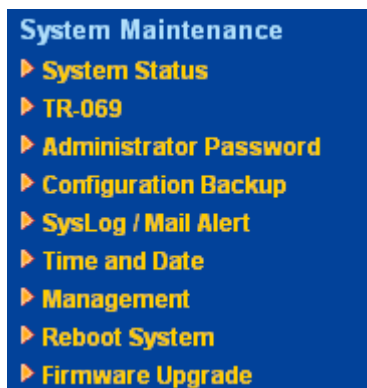 System Maintenance
System Status
TR-069
Administrator Password
Configuration Backup
SysLog / Mail Alert
Time and Date
Management
Reboot System
Firmware Upgrade